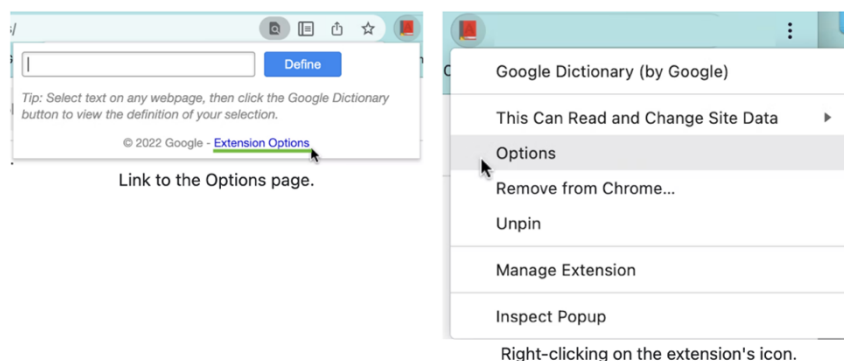 Define
Tip: Select text on any webpage, then click the Google Dictionary
button to view the definition of your selection.
© 2022 Google - Extension Options
Link to the Options page.
Google Dictionary (by Google)
This Can Read and Change Site Data
Options
Remove from Chrome...
Unpin
Manage Extension
Inspect Popup
Right-clicking on the extension's icon.